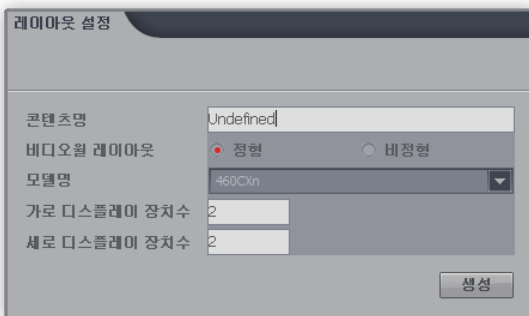 레이아웃 설정
콘텐츠명 Undefined
비디오월 레이아웃 정형 비정형
모델명 460CXn
가로 디스플레이 장치수 2
세로 디스플레이 장치수 2
생성